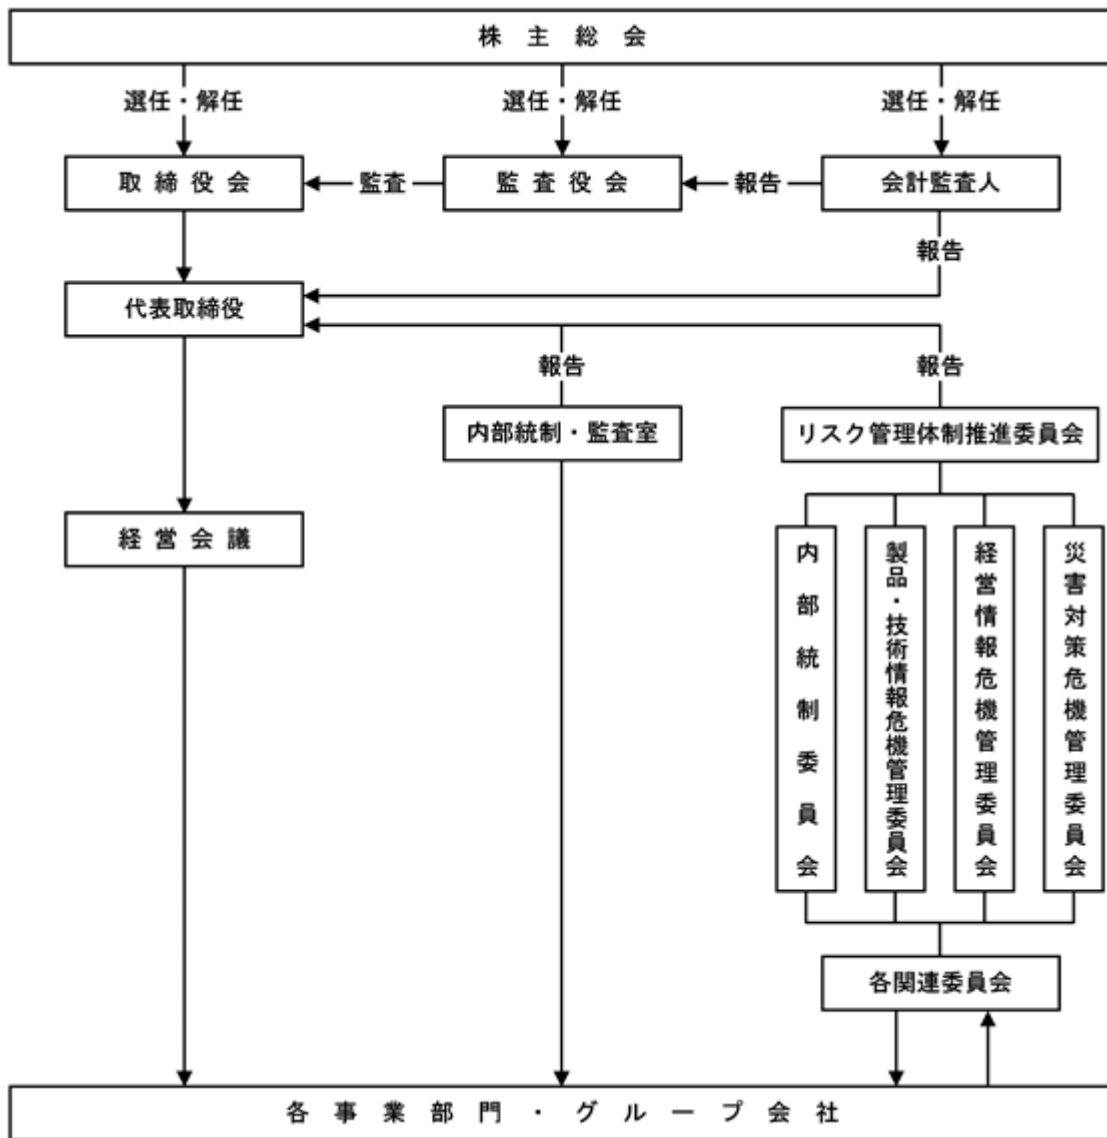 株主総会
選任・解任
選任・解任
選任・解任
取締役会
監査
監査役会
報告
会計監査人
報告
代表取締役
報告
報告
内部統制・監査室
リスク管理体制推進委員会
経営会議
内部統制委員会
製品・技術情報危機管理委員会
経営情報危機管理委員会
災害対策危機管理委員会
各関連委員会
各事業部門・グループ会社